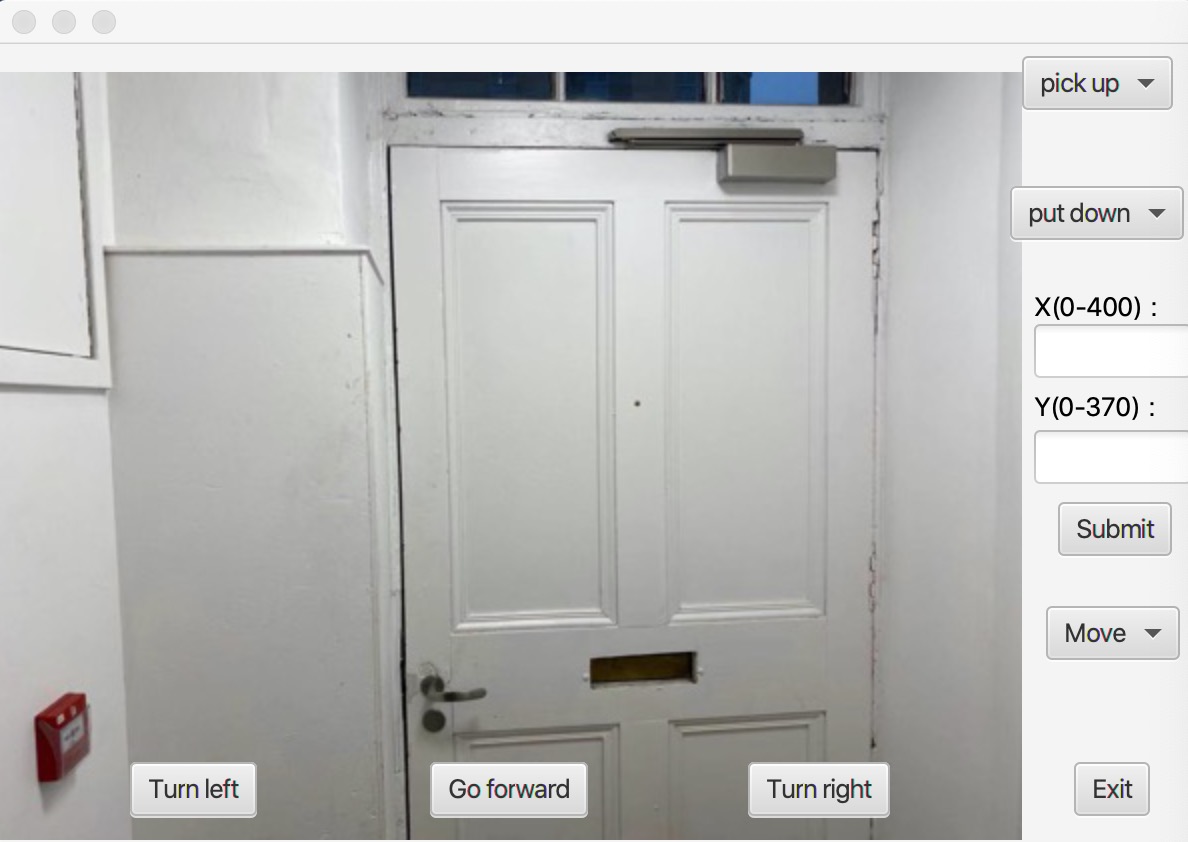 pick up
put down
X(0-400) :
Y(0-370) :
Submit
Move
Turn left
Go forward
Turn right
Exit